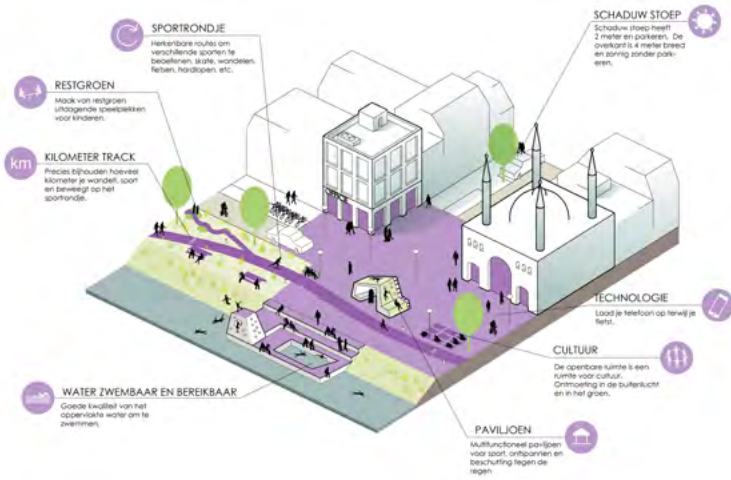 SPORTRONDJE
Herkenbare routes om
verschillende sporten te
beoefenen, skate, wandelen,
fietsen, hardlopen, etc.
SCHADUW STOEP
Schaduw stoep heeft
2 meter en parkeren. De
overkant is 4 meter breed
en zonnig zonder park-
eren.
RESTGROEN
Maak van restgroen
uitdagende speelplekken
voor kinderen.
km
KILOMETER TRACK
Precies bijhouden hoeveel
kilometer je wandelt, sport
en beweegt op het
sportrondje.
TECHNOLOGIE
Laad je telefoon op terwijl je
fietst.
CULTUUR
De openbare ruimte is een
ruimte voor cultuur.
Ontmoeting in de buitenlucht
en in het groen.
WATER ZWEMBAAR EN BEREIKBAAR
Goede kwaliteit van het
oppervlakte water om te
zwemmen.
PAVILJOEN
Multifunctioneel paviljoen
voor sport, ontspannen en
beschutting tegen de
regen